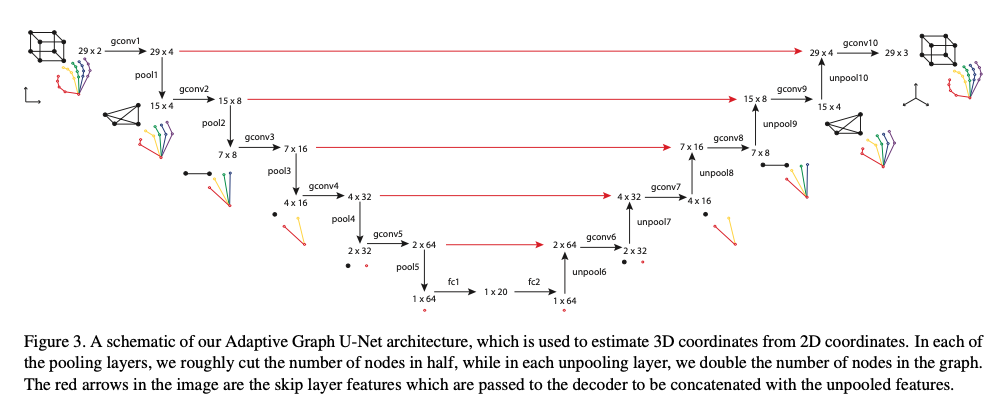 gconv1
29 x 2
29 x 4
pool1
15 x 4
gconv2
15 x 8
pool2
7 x 8
gconv3
7 x 16
pool3
4 x 16
gconv4
4 x 32
pool4
2 x 32
gconv5
2 x 64
pool5
1 x 64
fc1
1 x 20
fc2
1 x 64
unpool6
2 x 64
gconv6
2 x 32
unpool7
4 x 32
gconv7
4 x 16
unpool8
7 x 16
gconv8
7 x 8
unpool9
15 x 8
gconv9
15 x 4
unpool10
29 x 4
gconv10
29 x 3
Figure 3. A schematic of our Adaptive Graph U-Net architecture, which is used to estimate 3D coordinates from 2D coordinates. In each of
the pooling layers, we roughly cut the number of nodes in half, while in each unpooling layer, we double the number of nodes in the graph.
The red arrows in the image are the skip layer features which are passed to the decoder to be concatenated with the unpooled features.